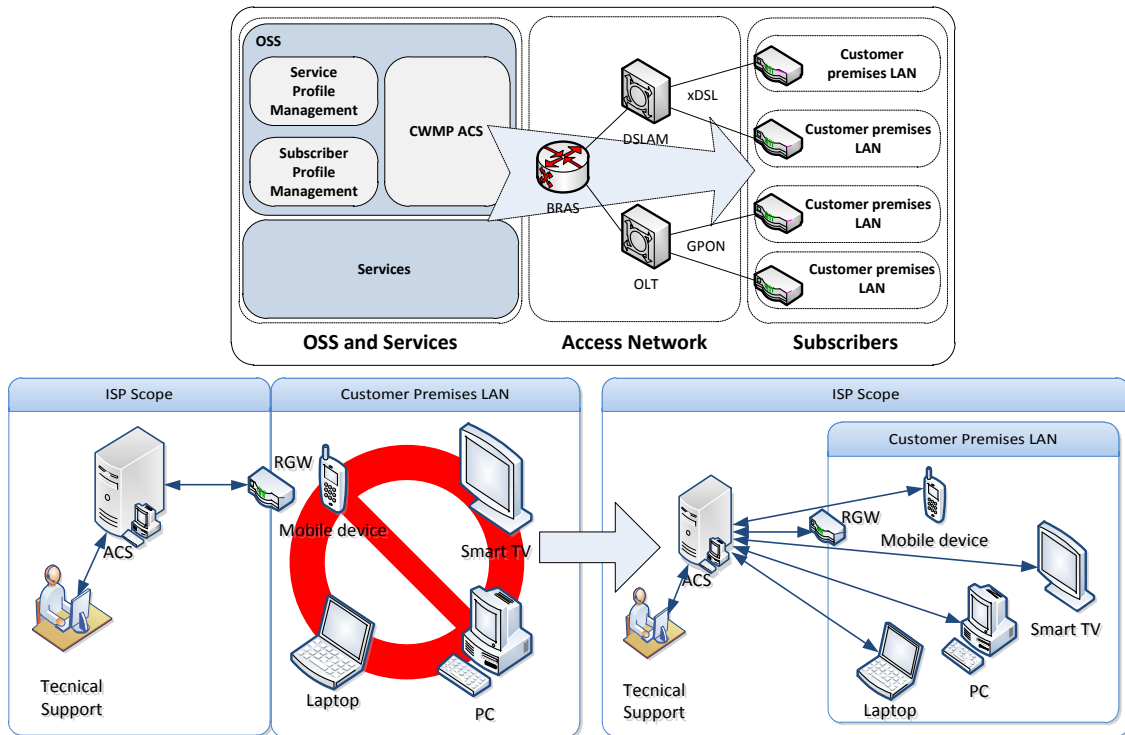 OSS
Service
Profile
Management
Subscriber
Profile
Management
CWMP ACS
Services
OSS and Services
BRAS
DSLAM
xDSL
OLT
GPON
Access Network
Customer
premises LAN
Customer premises
LAN
Customer premises
LAN
Customer premises
LAN
Subscribers
ISP Scope
ACS
Tecnical
Support
Customer Premises LAN
RGW
Mobile device
Smart TV
Laptop
PC
ISP Scope
Customer Premises LAN
ACS
Tecnical
Support
RGW
Mobile device
Smart TV
PC
Laptop